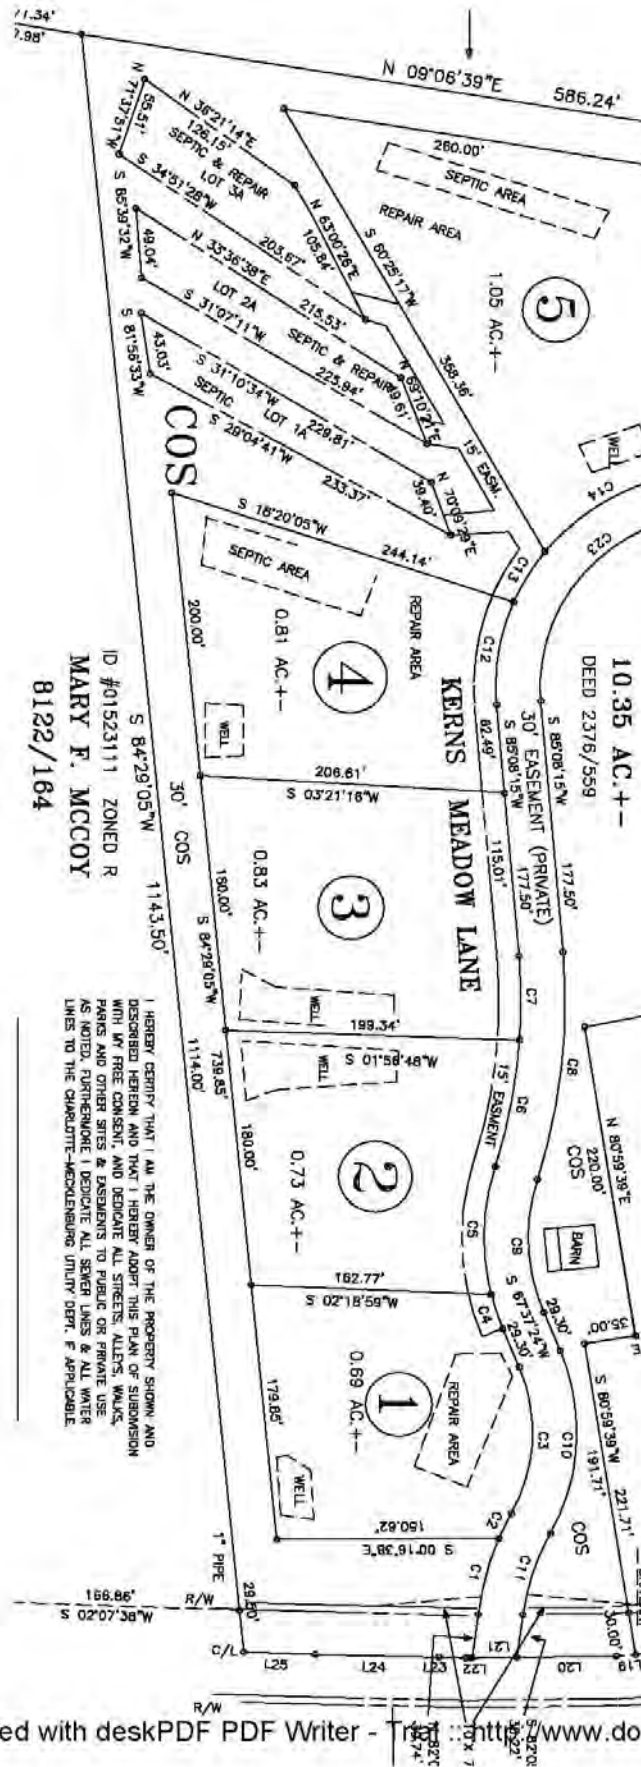 71.34'
7.98'
N 09°06'39"E
586.24'
N 71°37'51"W
55.51'
N 36°21'14"E
126.15'
SEPTIC & REPAIR
LOT 3A
S 34°51'28"W
203.67'
N 63°00'26"E
105.84'
S 60°26'17"W
368.36'
260.00'
SEPTIC AREA
REPAIR AREA
5
1.05 AC.+-
WELL
S 85°39'32"W
49.04'
N 33°36'38"E
215.53'
LOT 2A
SEPTIC & REPAIR
S 31°07'11"W
225.94'
N 69°10'21"E
49.61'
15' EASM.
S 81°56'33"W
43.03'
S 31°10'34"W
229.81'
SEPTIC LOT 1A
S 29°04'41"W
233.37'
N 70°09'29"E
39.40'
C14
C23
C13
C12
COS
S 18°20'05"W
244.14'
SEPTIC AREA
REPAIR AREA
200.00'
4
0.81 AC.+-
WELL
10.35 AC.+-
DEED 2376/559
S 85°08'15"W
177.50'
30' EASEMENT (PRIVATE)
S 85°08'15"W
177.50'
82.49'
115.01'
KERNS MEADOW LANE
206.61'
S 03°21'16"W
3
0.83 AC.+-
180.00'
S 84°29'05"W
739.85'
WELL
199.34'
S 01°58'48"W
WELL
C7
C8
C6
15' EASMENT
C5
C9
C4
N 80°59'39"E
220.00'
COS
BARN
35.00'
S 67°37'24"W
29.30'
29.30'
2
0.73 AC.+-
180.00'
162.77'
S 02°18'59"W
1
0.69 AC.+-
REPAIR AREA
179.85'
WELL
150.62'
S 00°16'38"E
C3
C10
C2
C1
C11
S 80°59'39"W
191.71'
221.71'
COS
30.00'
S 84°29'05"W
1143.50'
30' COS
1114.00'
ID #01523111 ZONED R
MARY F. MCCOY
8122/164
I HEREBY CERTIFY THAT I AM THE OWNER OF THE PROPERTY SHOWN AND
DESCRIBED HEREON AND THAT I HEREBY ADOPT THIS PLAN OF SUBDIVISION
WITH MY FREE CONSENT, AND DEDICATE ALL STREETS, ALLEYS, WALKS,
PARKS AND OTHER SITES & EASEMENTS TO PUBLIC OR PRIVATE USE
AS NOTED. FURTHERMORE I DEDICATE ALL SEWER LINES & ALL WATER
LINES TO THE CHARLOTTE-MECKLENBURG UTILITY DEPT. IF APPLICABLE
1" PIPE
166.86'
S 02°07'38"W
R/W
C/L
L25
L24
L23
L22
L21
L20
L19
R/W
ed with deskPDF PDF Writer -
www.do